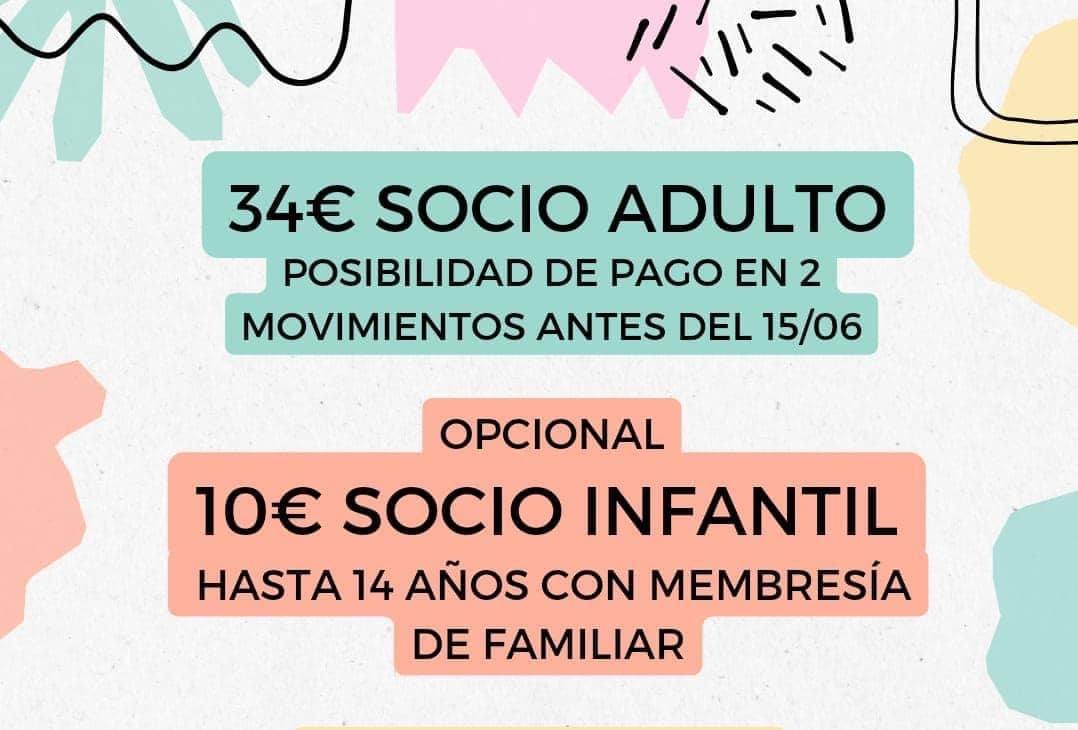 34€ SOCIO ADULTO
POSIBILIDAD DE PAGO EN 2
MOVIMIENTOS ANTES DEL 15/06
OPCIONAL
10€ SOCIO INFANTIL
HASTA 14 AÑOS CON MEMBRESÍA
DE FAMILIAR